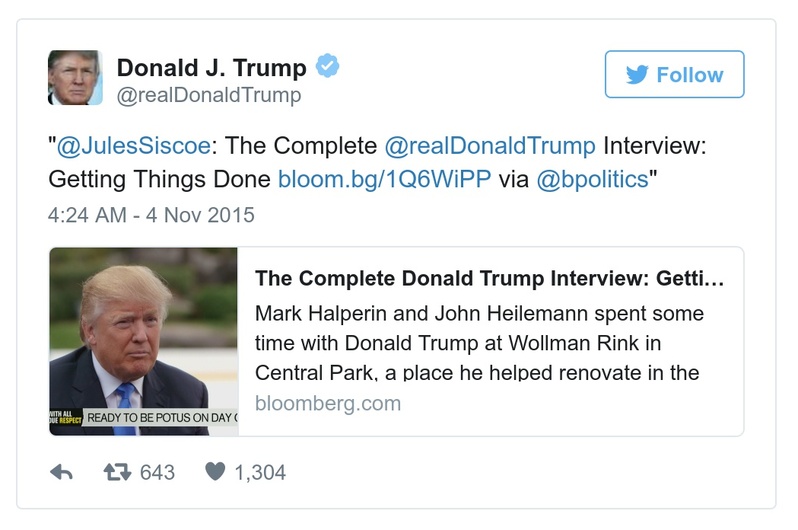 Donald J. Trump
@realDonaldTrump
Follow
"@JulesSiscoe: The Complete @realDonaldTrump Interview:
Getting Things Done bloom.bg/1Q6WiPP via @bpolitics"
4:24 AM - 4 Nov 2015
The Complete Donald Trump Interview: Getti…
Mark Halperin and John Heilemann spent some
time with Donald Trump at Wollman Rink in
Central Park, a place he helped renovate in the
bloomberg.com
WITH ALL
DUE RESPECT
READY TO BE POTUS ON DAY
643
1,304